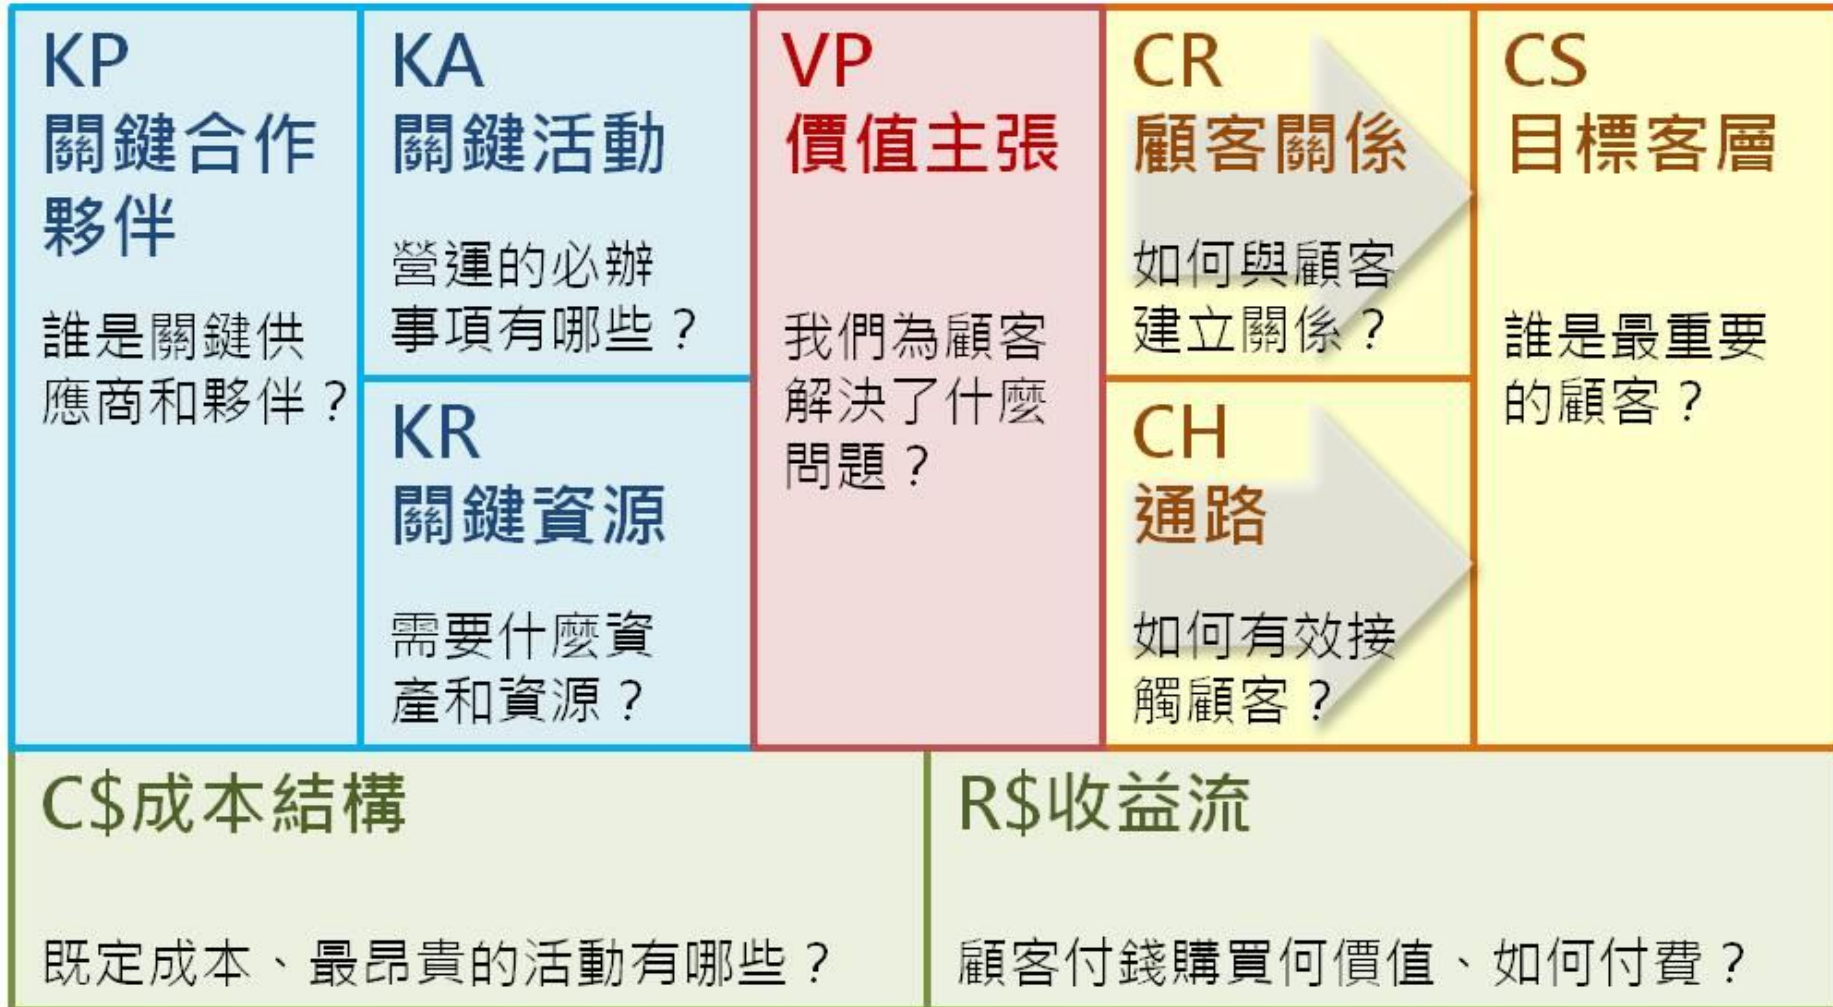 KP
關鍵合作
夥伴
誰是關鍵供
應商和夥伴？
KA
關鍵活動
營運的必辦
事項有哪些？
KR
關鍵資源
需要什麼資
產和資源？
VP
價值主張
我們為顧客
解決了什麼
問題？
CR
顧客關係
如何與顧客
建立關係？
CH
通路
如何有效接
觸顧客？
CS
目標客層
誰是最重要
的顧客？
C$成本結構
既定成本、最昂貴的活動有哪些？
R$收益流
顧客付錢購買何價值、如何付費？